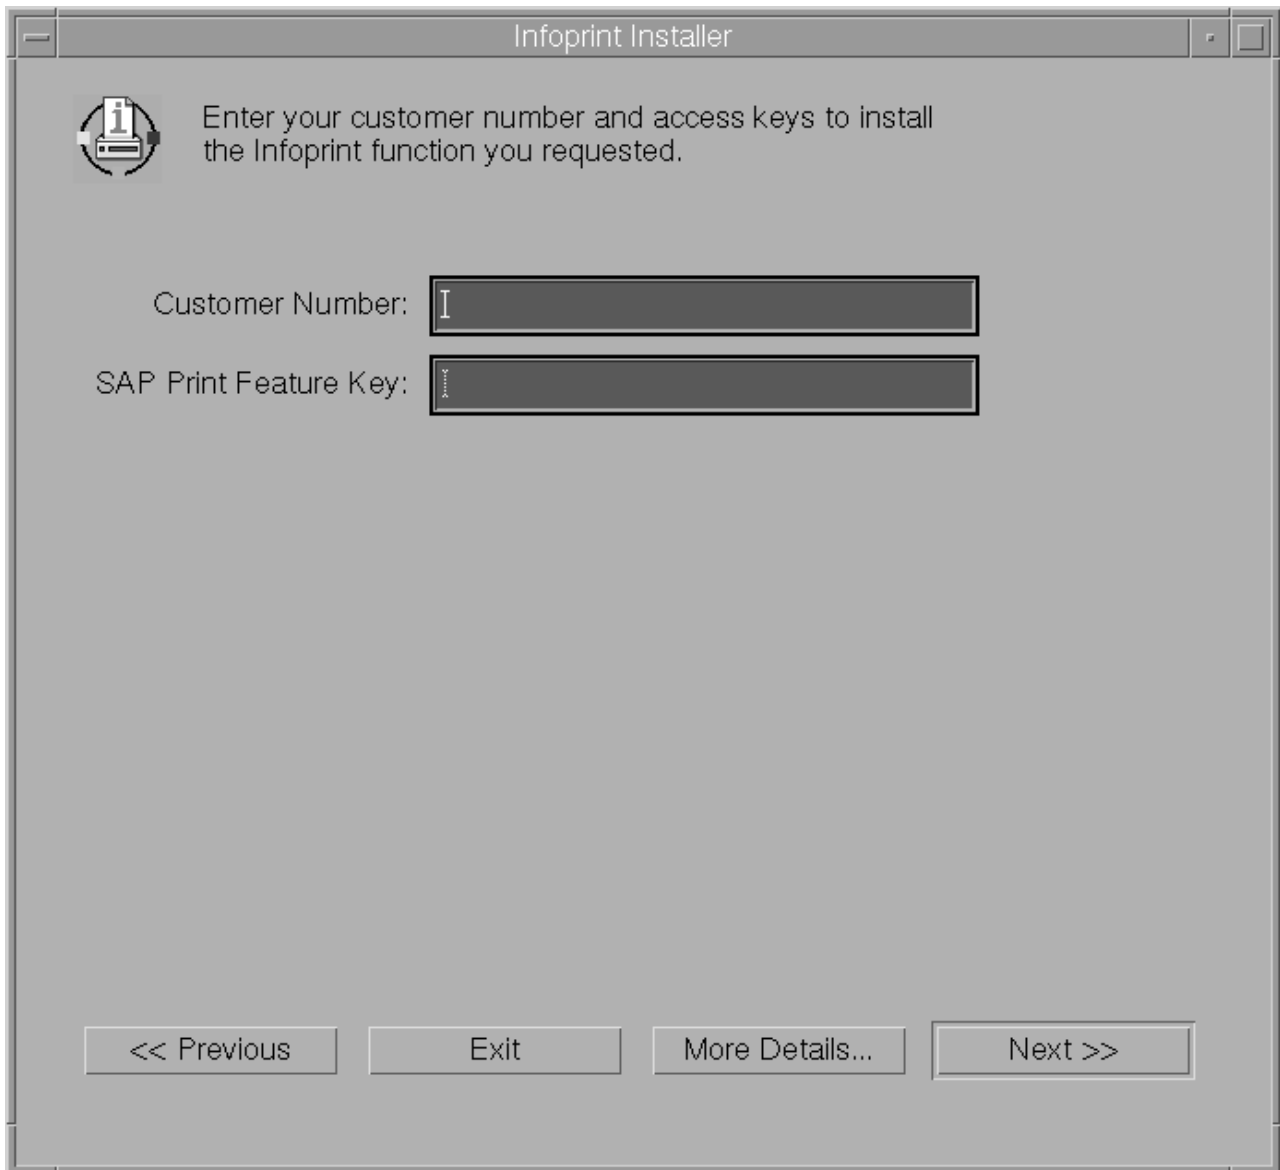 Infoprint Installer
i
Enter your customer number and access keys to install
the Infoprint function you requested.
Customer Number:
SAP Print Feature Key:
<< Previous
Exit
More Details...
Next >>